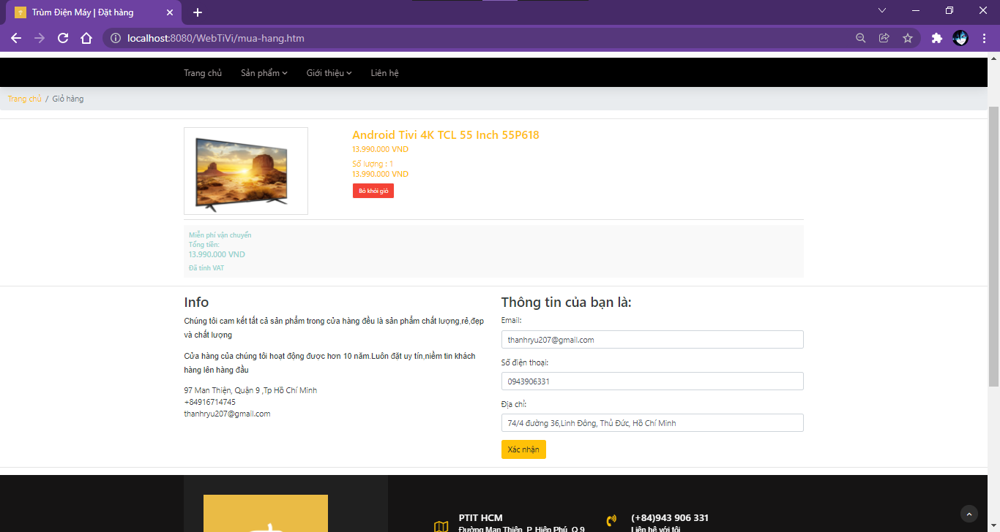 Trùm Điện Máy | Đặt hàng
localhost:8080/WebTiVi/mua-hang.htm
Trang chủ Sản phẩm Giới thiệu Liên hệ
Trang chủ / Giỏ hàng
Android Tivi 4K TCL 55 Inch 55P618
13.990.000 VND
Số lượng : 1
13.990.000 VND
Bỏ khỏi giỏ
Miễn phí vận chuyển
Tổng tiền:
13.990.000 VND
Đã tính VAT
Info
Chúng tôi cam kết tất cả sản phẩm trong cửa hàng đều là sản phẩm chất lượng,rẻ,đẹp
và chất lượng
Cửa hàng của chúng tôi hoạt động được hơn 10 năm.Luôn đặt uy tín,niềm tin khách
hàng lên hàng đầu
97 Man Thiện, Quận 9 ,Tp Hồ Chí Minh
+84916714745
thanhryu207@gmail.com
Thông tin của bạn là:
Email:
thanhryu207@gmail.com
Số điện thoại:
0943906331
Địa chỉ:
74/4 đường 36,Linh Đông, Thủ Đức, Hồ Chí Minh
Xác nhận
PTIT HCM
Đường Man Thiện, P. Hiệp Phú, Q.9
(+84)943 906 331
Liên hệ với tôi